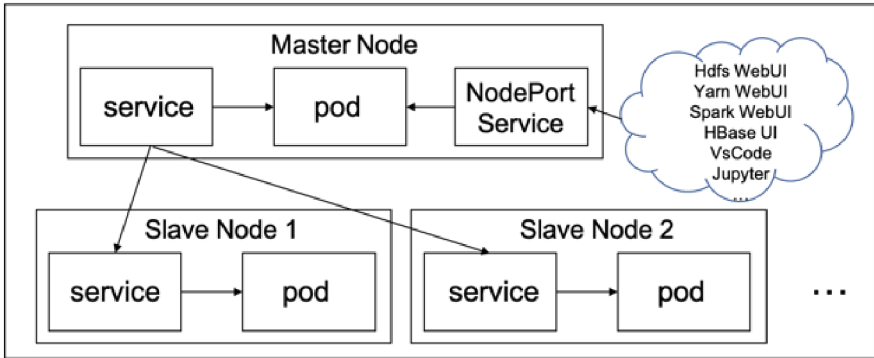 Master Node
service
pod
NodePort
Service
Hdfs WebUI
Yarn WebUI
Spark WebUI
HBase UI
VsCode
Jupyter
...
Slave Node 1
service
pod
Slave Node 2
service
pod
...